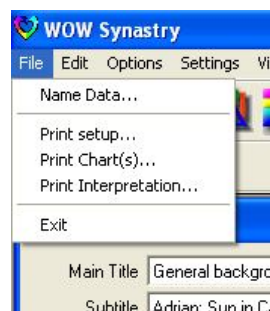 WOW Synastry
File Edit Options Settings
Name Data...
Print setup...
Print Chart(s)...
Print Interpretation...
Exit
Main Title General backgro
Subtitle Adrian: Sun in C